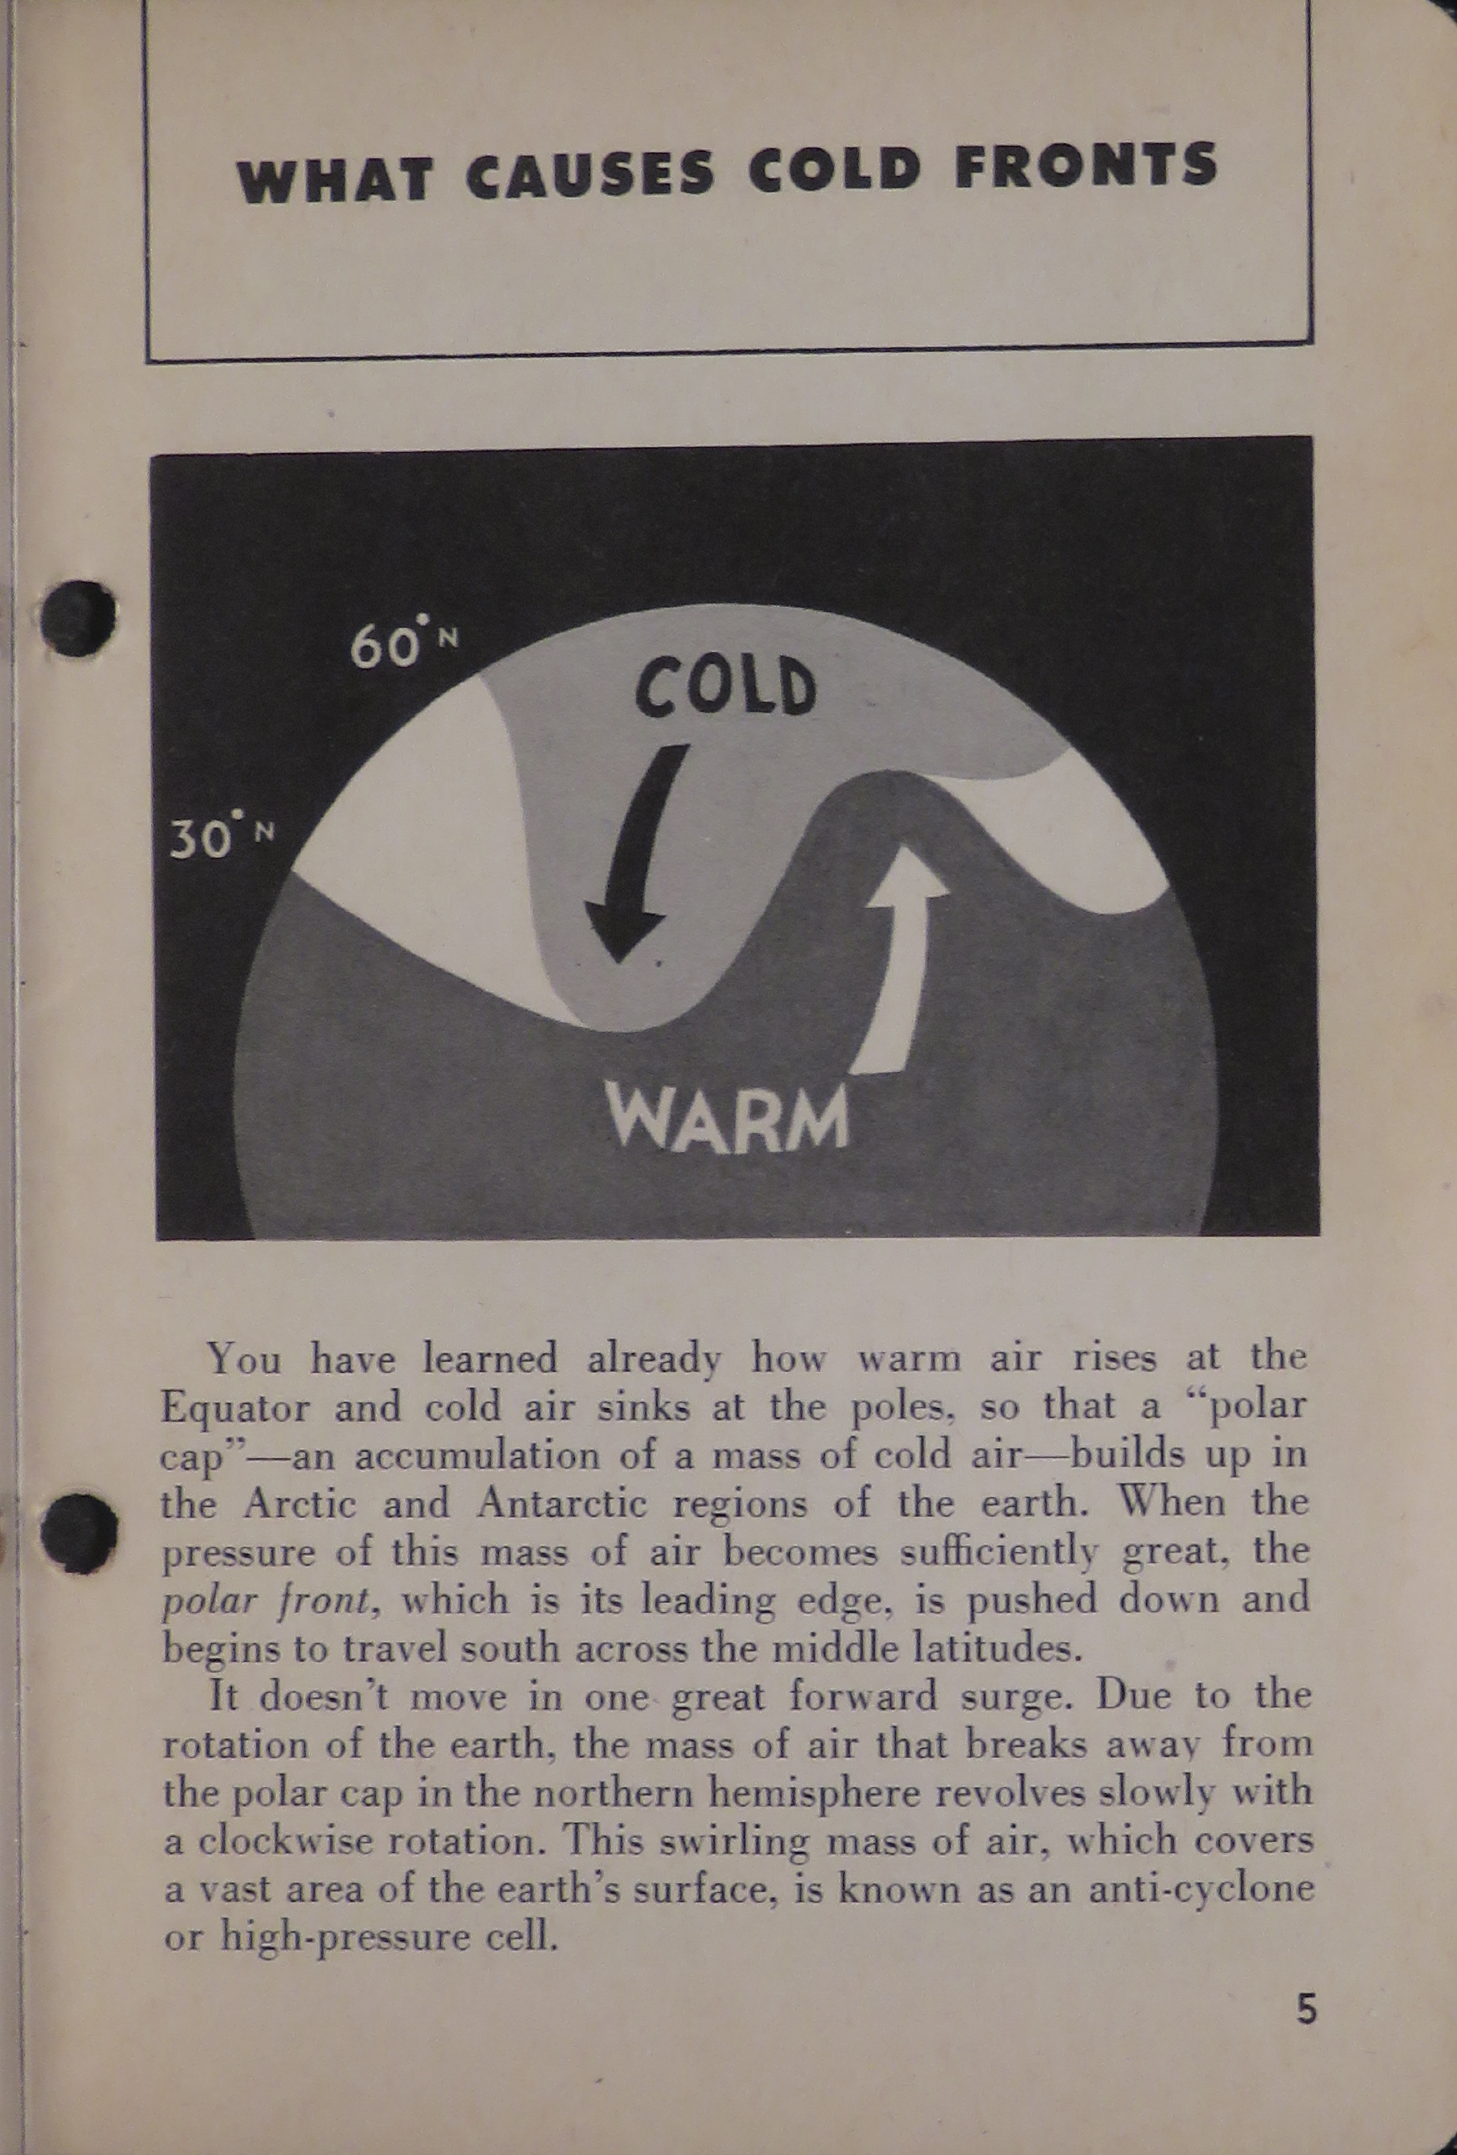 WHAT CAUSES COLD FRONTS
60° N
COLD
30° N
WARM
You have learned already how warm air rises at the
Equator and cold air sinks at the poles, so that a “polar
cap”—an accumulation of a mass of cold air—builds up in
the Arctic and Antarctic regions of the earth. When the
pressure of this mass of air becomes sufficiently great, the
polar front, which is its leading edge, is pushed down and
begins to travel south across the middle latitudes.
It doesn’t move in one great forward surge. Due to the
rotation of the earth, the mass of air that breaks away from
the polar cap in the northern hemisphere revolves slowly with
a clockwise rotation. This swirling mass of air, which covers
a vast area of the earth’s surface, is known as an anti-cyclone
or high-pressure cell.
5